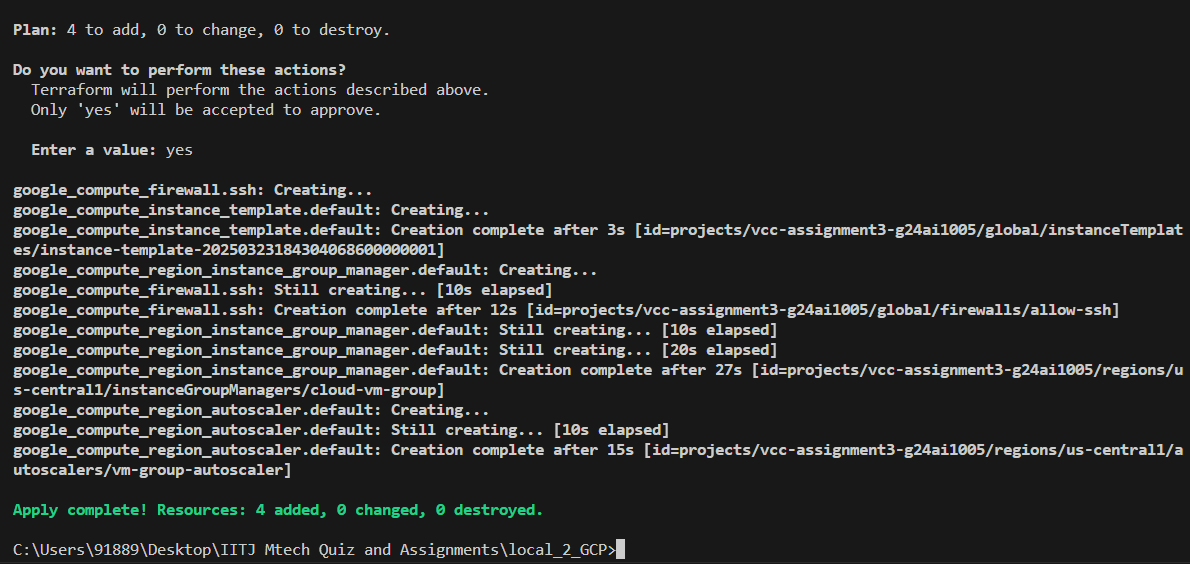 Plan: 4 to add, 0 to change, 0 to destroy.
Do you want to perform these actions?
Terraform will perform the actions described above.
Only 'yes' will be accepted to approve.
Enter a value: yes
google_compute_firewall.ssh: Creating...
google_compute_instance_template.default: Creating...
google_compute_instance_template.default: Creation complete after 3s [id=projects/vcc-assignment3-g24ai1005/global/instanceTemplat
es/instance-template-20250323184304068600000001]
google_compute_region_instance_group_manager.default: Creating...
google_compute_firewall.ssh: Still creating... [10s elapsed]
google_compute_firewall.ssh: Creation complete after 12s [id=projects/vcc-assignment3-g24ai1005/global/firewalls/allow-ssh]
google_compute_region_instance_group_manager.default: Still creating... [10s elapsed]
google_compute_region_instance_group_manager.default: Still creating... [20s elapsed]
google_compute_region_instance_group_manager.default: Creation complete after 27s [id=projects/vcc-assignment3-g24ai1005/regions/u
s-central1/instanceGroupManagers/cloud-vm-group]
google_compute_region_autoscaler.default: Creating...
google_compute_region_autoscaler.default: Still creating... [10s elapsed]
google_compute_region_autoscaler.default: Creation complete after 15s [id=projects/vcc-assignment3-g24ai1005/regions/us-central1/a
utoscalers/vm-group-autoscaler]
Apply complete! Resources: 4 added, 0 changed, 0 destroyed.
C:\Users\91889\Desktop\IITJ Mtech Quiz and Assignments\local_2_GCP>